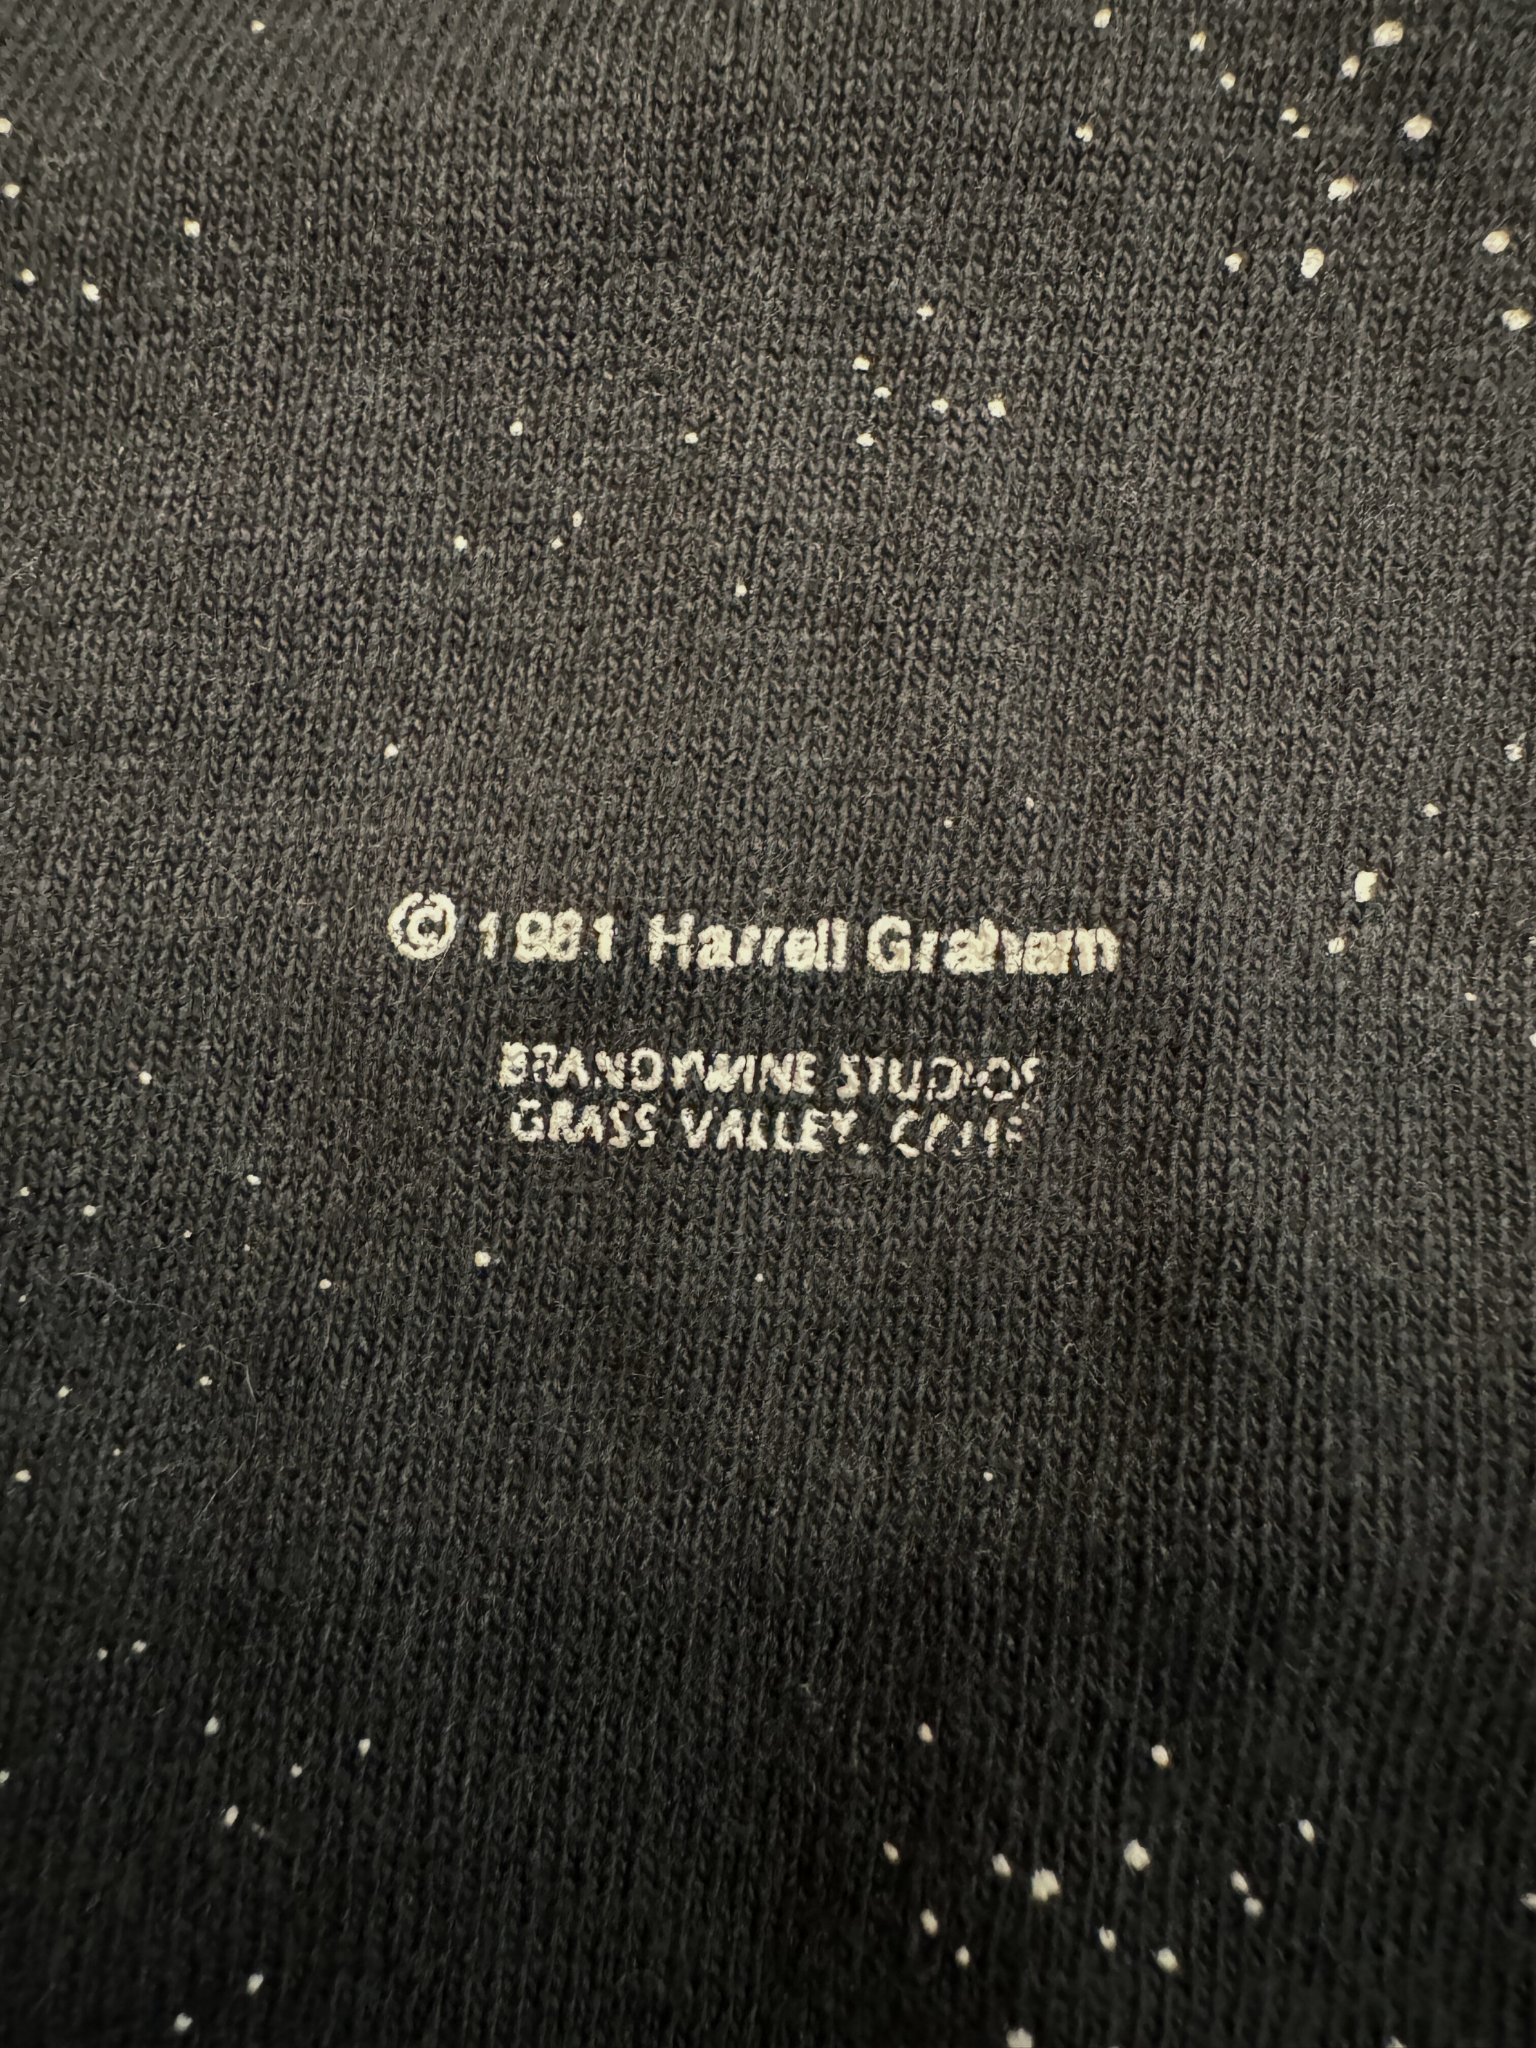 © 1981 Harrell Graham
BRANDYWINE STUDIOS
GRASS VALLEY, CALIF